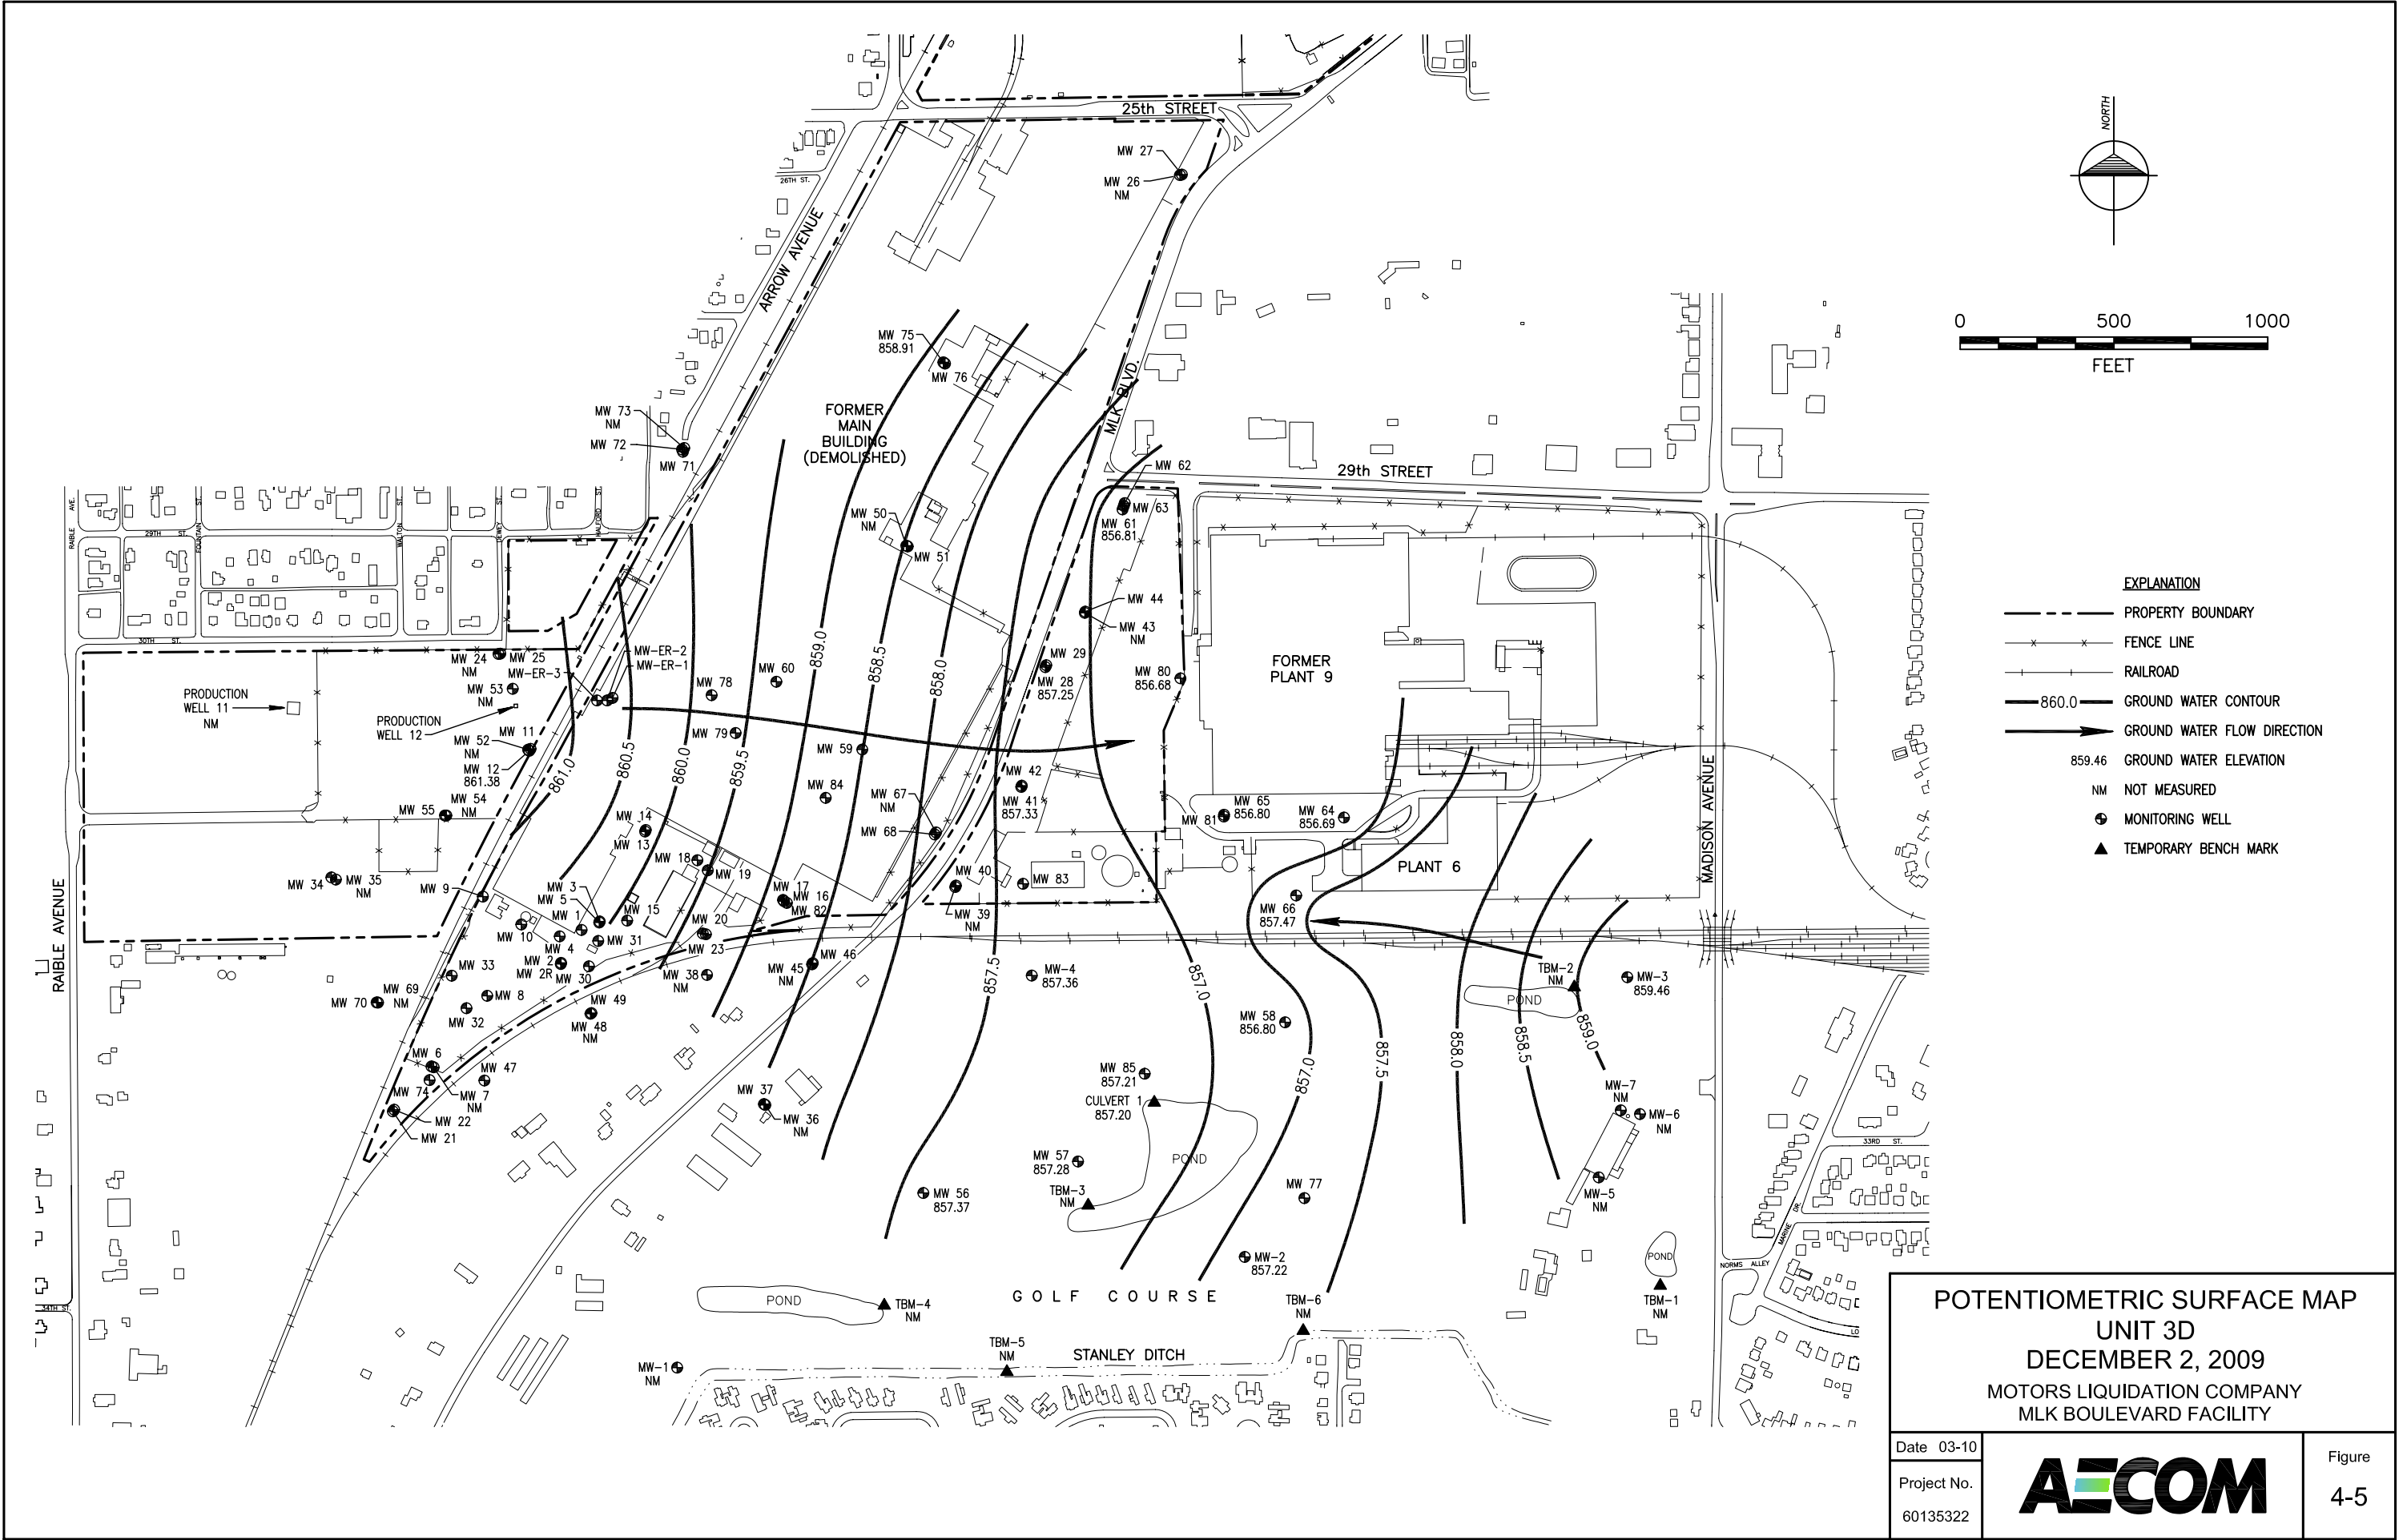 25th STREET
NORTH
MW 27
MW 26
NM
26TH ST.
ARROW AVENUE
0 500 1000
FEET
MW 75
858.91
MW 76
MLK BLVD.
FORMER
MAIN
BUILDING
(DEMOLISHED)
MW 73
NM
MW 72
MW 71
29th STREET
MW 62
MW 63
MW 61
856.81
MW 50
NM
MW 51
RAIBLE AVE.
29TH ST.
FOUNTAIN ST.
WALTON ST.
DEWEY ST.
HALFORD ST.
30TH ST.
MW 44
MW 43
NM
EXPLANATION
PROPERTY BOUNDARY
FENCE LINE
RAILROAD
860.0 GROUND WATER CONTOUR
GROUND WATER FLOW DIRECTION
859.46 GROUND WATER ELEVATION
NM NOT MEASURED
MONITORING WELL
TEMPORARY BENCH MARK
MW 24
NM
MW 25
MW-ER-2
MW-ER-1
MW-ER-3
MW 53
NM
PRODUCTION
WELL 11
NM
PRODUCTION
WELL 12
MW 11
MW 52
NM
MW 12
861.38
MW 60
MW 78
MW 79
MW 59
859.0
858.5
858.0
MW 29
MW 28
857.25
MW 80
856.68
FORMER
PLANT 9
861.0
860.5
860.0
859.5
MW 84
MW 67
NM
MW 68
MW 42
MW 41
857.33
MW 81
MW 65
856.80
MW 64
856.69
PLANT 6
MADISON AVENUE
MW 54
NM
MW 55
MW 14
MW 13
MW 18
MW 19
MW 34
MW 35
NM
MW 9
MW 3
MW 5
MW 1
MW 15
MW 17
MW 16
MW 82
MW 20
MW 23
MW 40
MW 39
NM
MW 83
MW 66
857.47
RAIBLE AVENUE
MW 10
MW 4
MW 31
MW 2
MW 2R
MW 30
MW 33
MW 38
NM
MW 45
NM
MW 46
857.5
MW-4
857.36
857.0
TBM-2
NM
POND
MW-3
859.46
MW 69
NM
MW 70
MW 8
MW 32
MW 49
MW 48
NM
MW 58
856.80
857.0
857.5
858.0
858.5
859.0
MW 6
MW 47
MW 74
MW 7
NM
MW 22
MW 21
MW 37
MW 36
NM
MW 85
857.21
CULVERT 1
857.20
MW-7
NM
MW-6
NM
33RD ST.
MW 57
857.28
POND
TBM-3
NM
MW 56
857.37
MW 77
MW-5
NM
MARINE DR.
MW-2
857.22
POND
NORMS ALLEY
TBM-1
NM
34TH ST.
POND
TBM-4
NM
GOLF COURSE
TBM-6
NM
LO
TBM-5
NM
STANLEY DITCH
MW-1
NM
POTENTIOMETRIC SURFACE MAP
UNIT 3D
DECEMBER 2, 2009
MOTORS LIQUIDATION COMPANY
MLK BOULEVARD FACILITY
Date 03-10
Project No.
60135322
AECOM
Figure
4-5